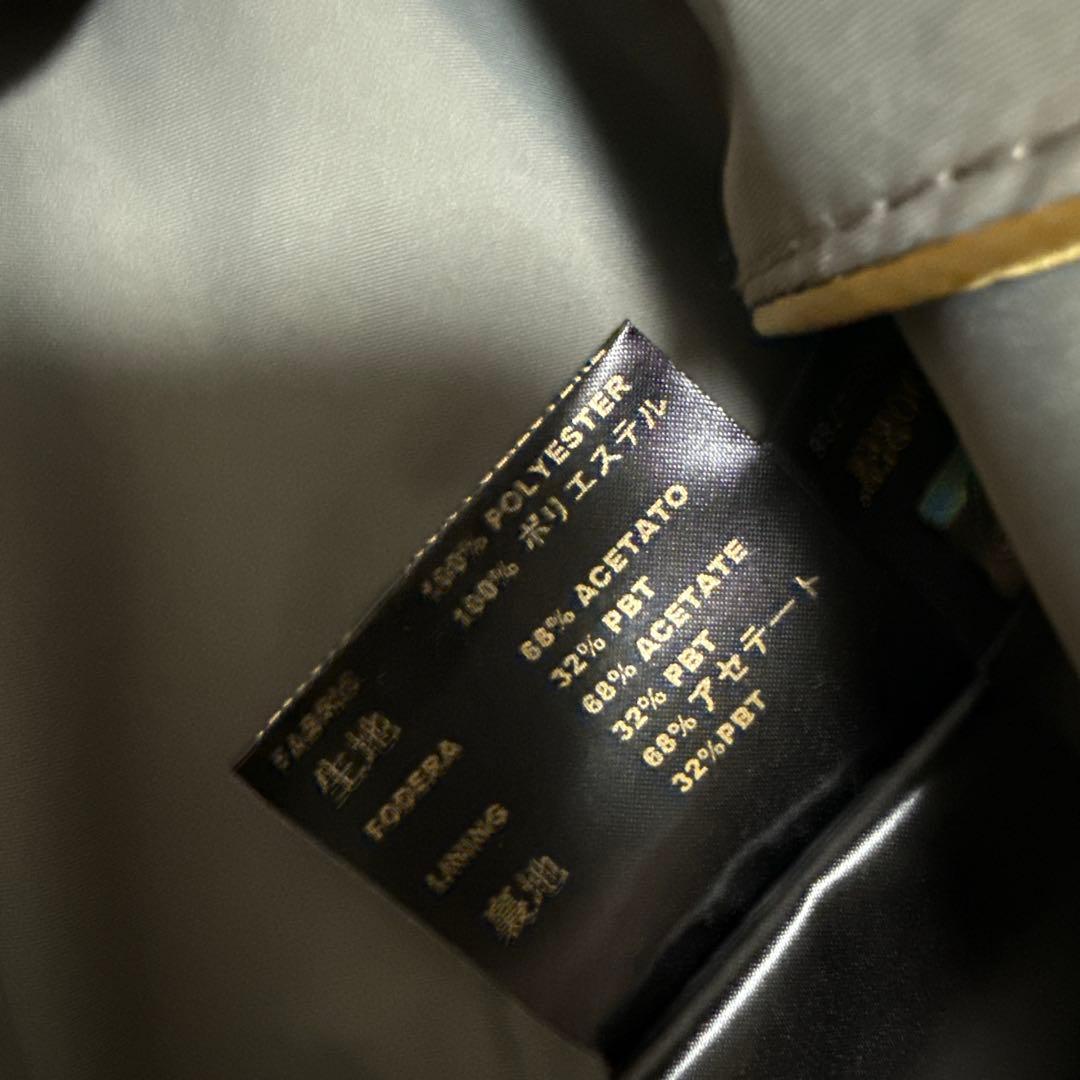 FABRIC 100% POLYESTER
生地 100% ポリエステル
FODERA 68% ACETATO
32% PBT
LINING 68% ACETATE
32% PBT
裏地 68% アセテート
32%PBT